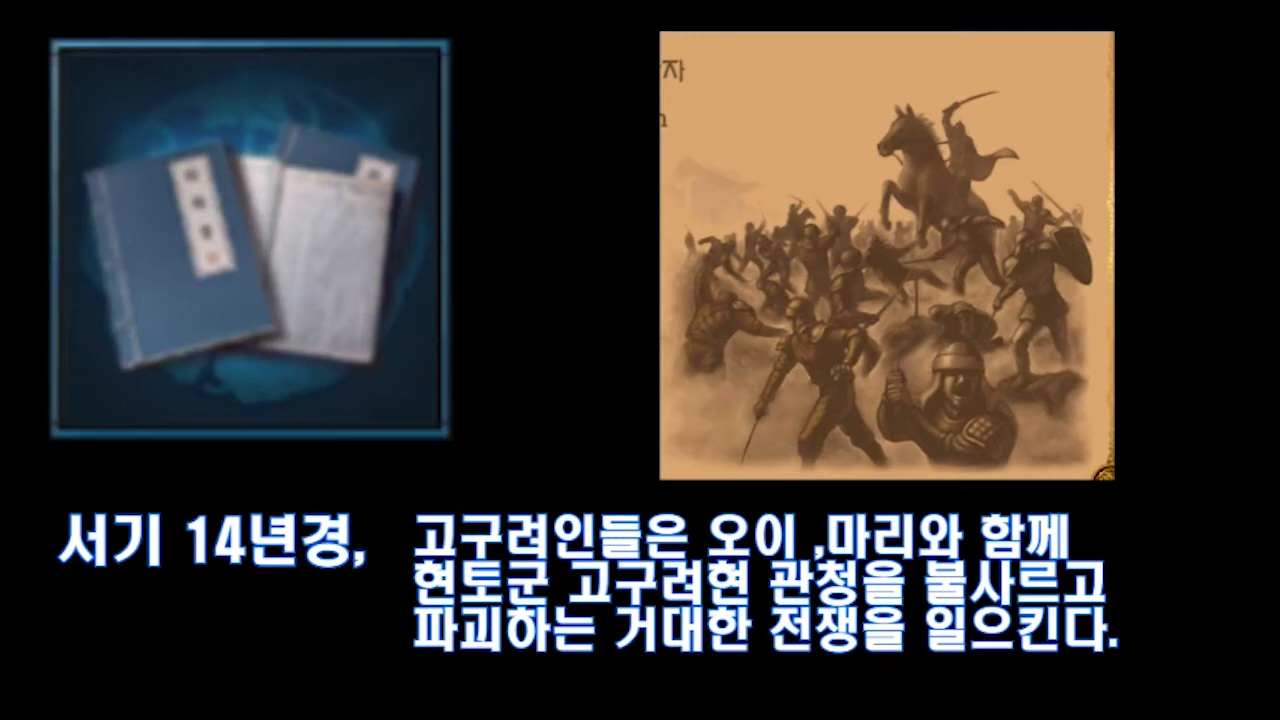 자
서기 14년경,
고구려인들은 오이 ,마리와 함께
현토군 고구려현 관청을 불사르고
파괴하는 거대한 전쟁을 일으킨다.